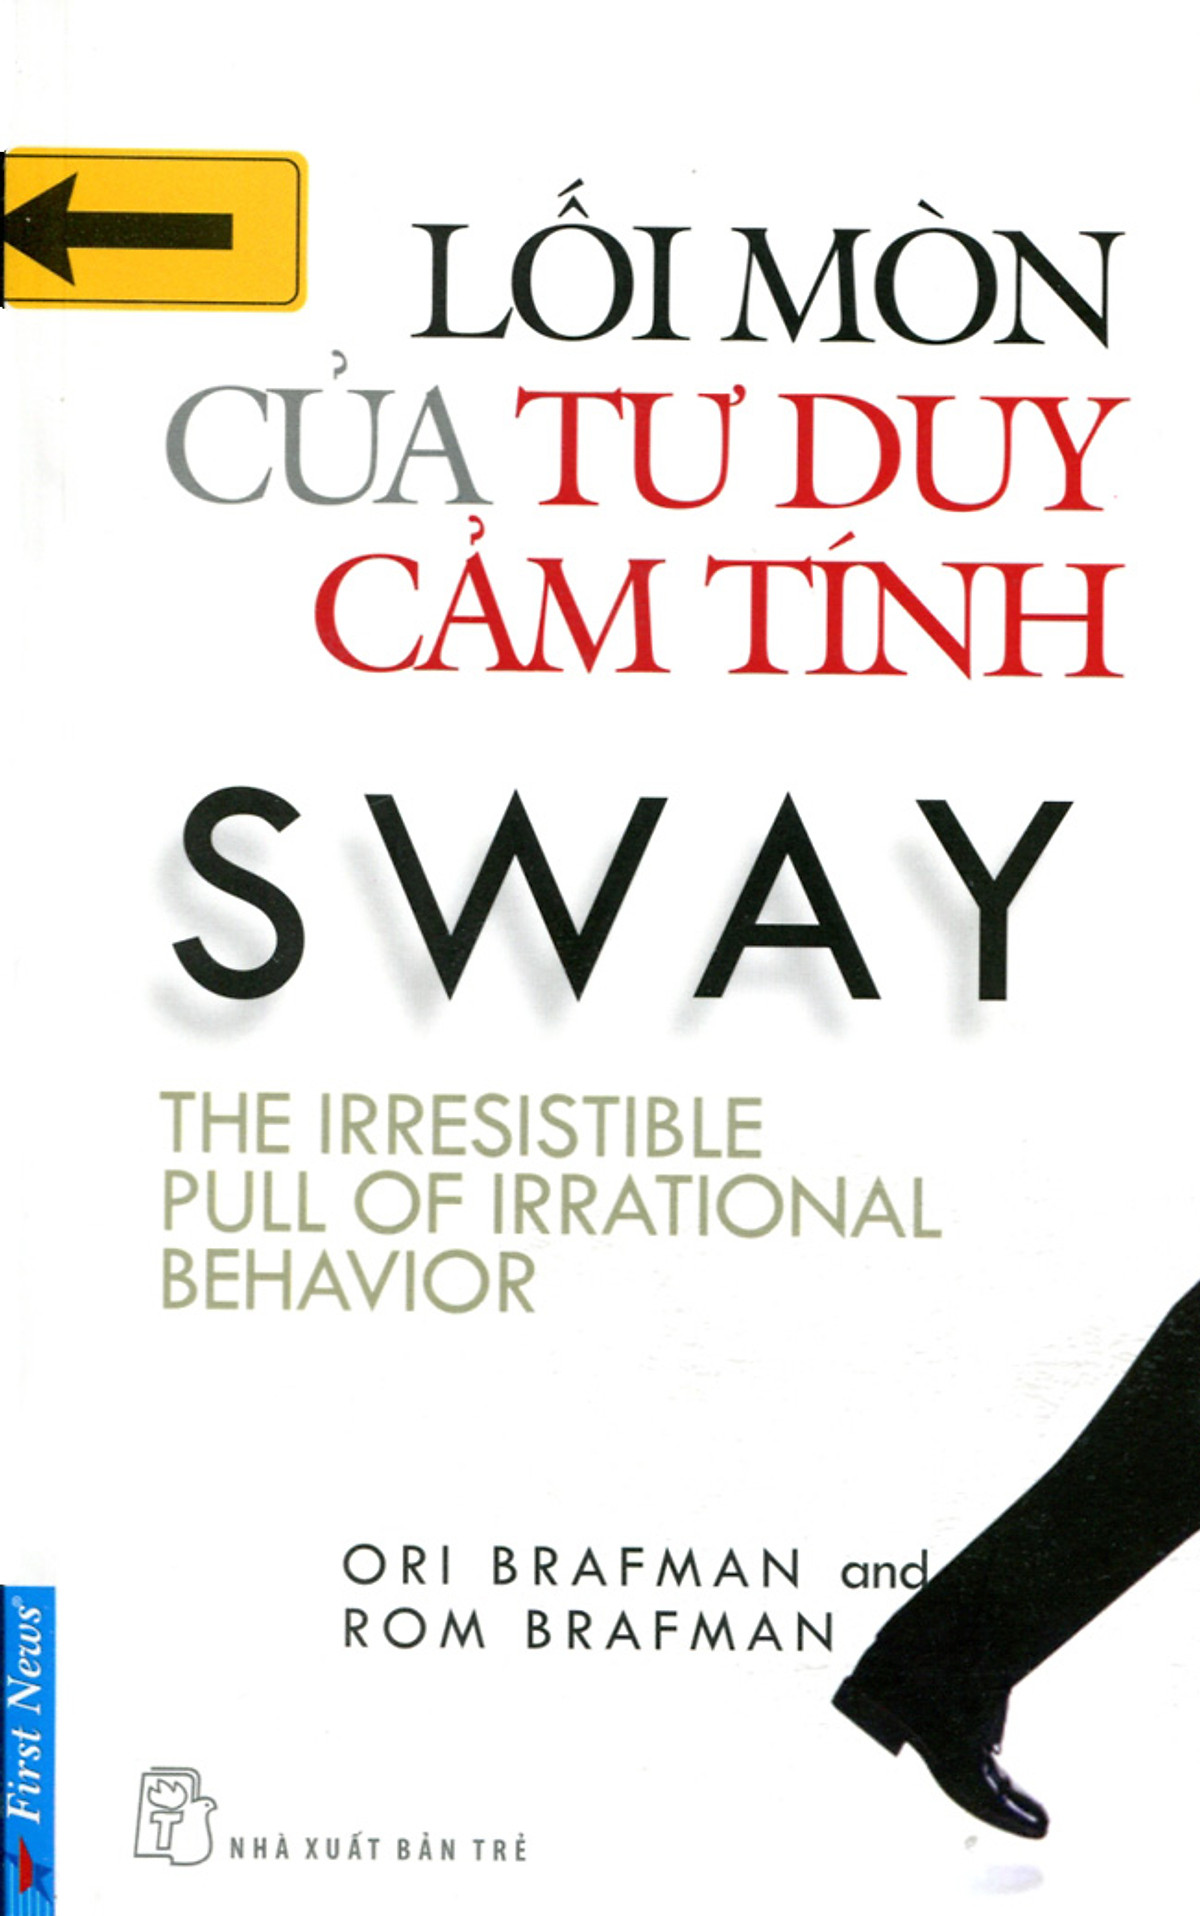 LỐI MÒN
CỦA TƯ DUY
CẢM TÍNH
SWAY
THE IRRESISTIBLE
PULL OF IRRATIONAL
BEHAVIOR
ORI BRAFMAN and
ROM BRAFMAN
First News®
T
NHÀ XUẤT BẢN TRẺ